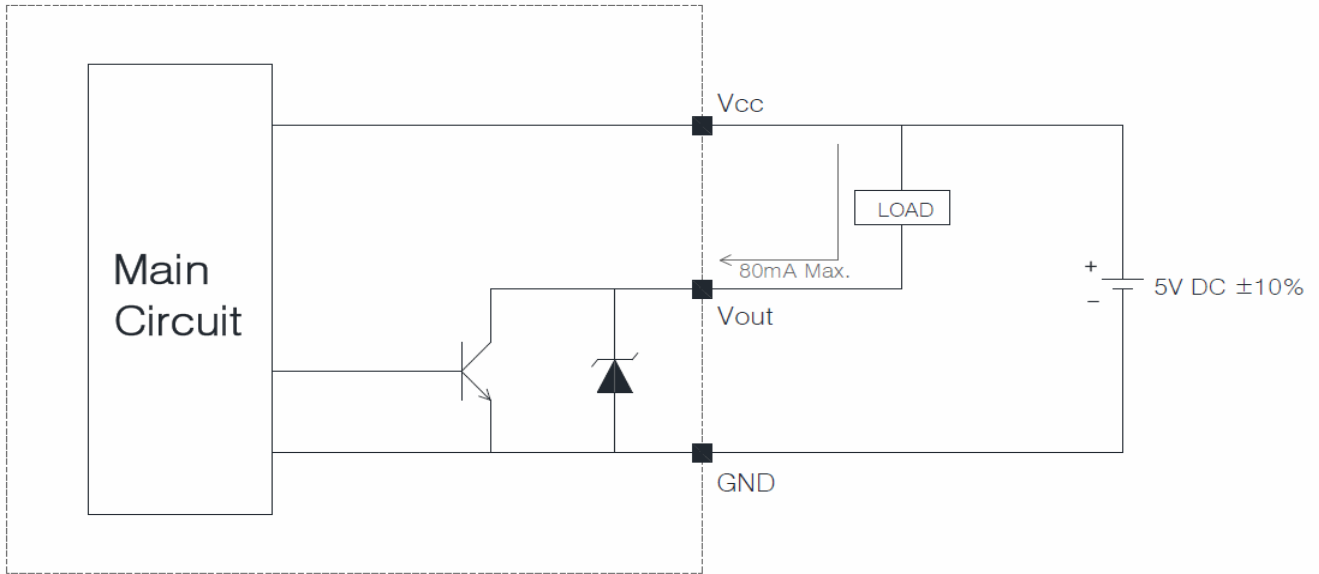 Vcc
LOAD
Main
Circuit
80mA Max.
+
5V DC ±10%
−
Vout
GND